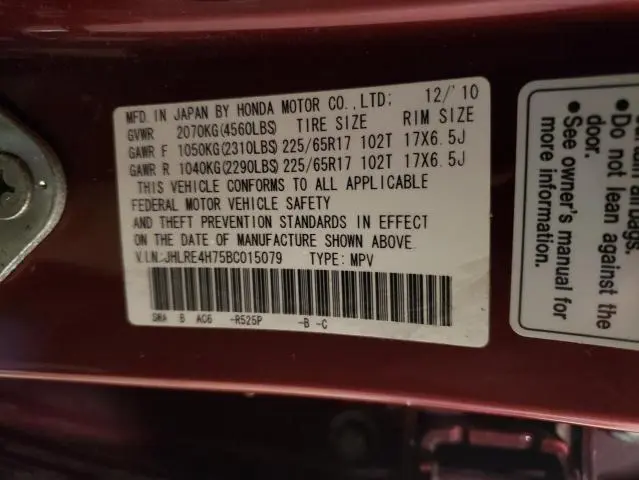 MFD. IN JAPAN BY HONDA MOTOR CO.,LTD; 12/'10
GVWR 2070KG(4560LBS) TIRE SIZE RIM SIZE
GAWR F 1050KG(2310LBS) 225/65R17 102T 17X6.5J
GAWR R 1040KG(2290LBS) 225/65R17 102T 17X6.5J
THIS VEHICLE CONFORMS TO ALL APPLICABLE
FEDERAL MOTOR VEHICLE SAFETY
AND THEFT PREVENTION STANDARDS IN EFFECT
ON THE DATE OF MANUFACTURE SHOWN ABOVE.
V.I.N.:JHLRE4H75BC015079 TYPE: MPV
SWA B AC6 -R525P -B -C
airbags.
• Do not lean against the
door.
• See owner's manual for
more information.